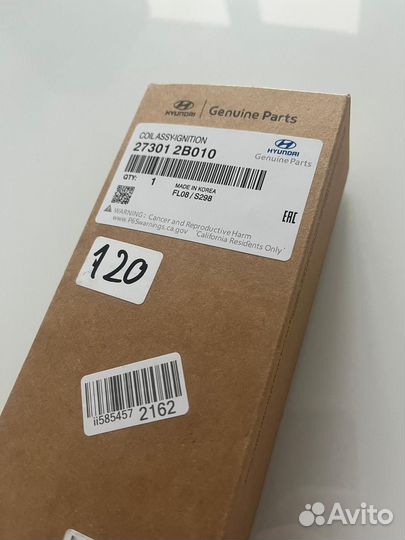 HYUNDAI | Genuine Parts
COIL ASSY-IGNITION
27301 2B010
HYUNDAI
Genuine Parts
QTY: 1
MADE IN KOREA
FL08 / S298
EAC
WARNING: Cancer and Reproductive Harm
www.P65warnings.ca.gov "California Residents Only"
120
ii585457 2162
Avito